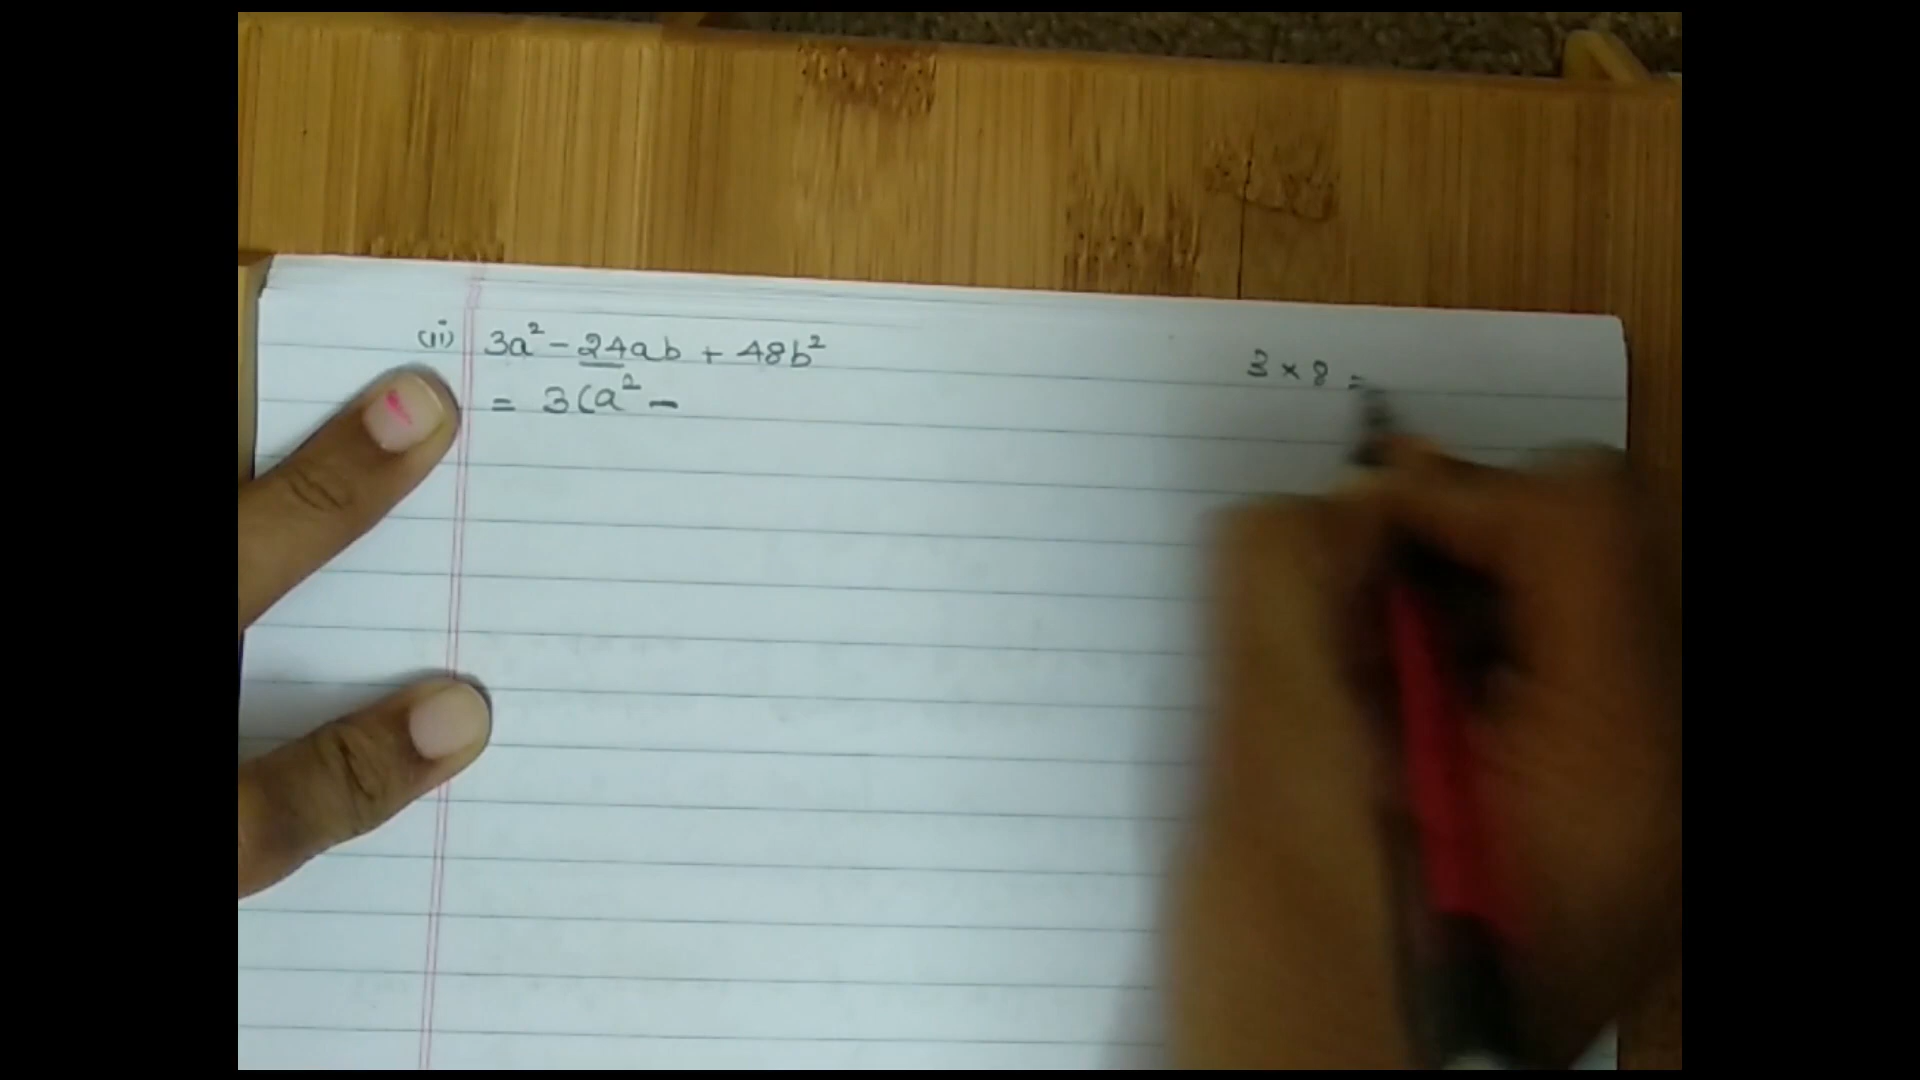 (ii) 3a² - 24ab + 48b²
3 × 8 =
= 3(a² -